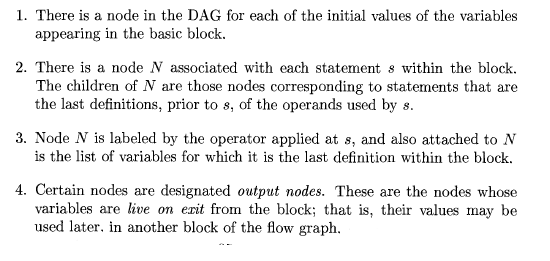 1. There is a node in the DAG for each of the initial values of the variables
appearing in the basic block.
2. There is a node N associated with each statement s within the block.
The children of N are those nodes corresponding to statements that are
the last definitions, prior to s, of the operands used by s.
3. Node N is labeled by the operator applied at s, and also attached to N
is the list of variables for which it is the last definition within the block.
4. Certain nodes are designated output nodes. These are the nodes whose
variables are live on exit from the block; that is, their values may be
used later. in another block of the flow graph.